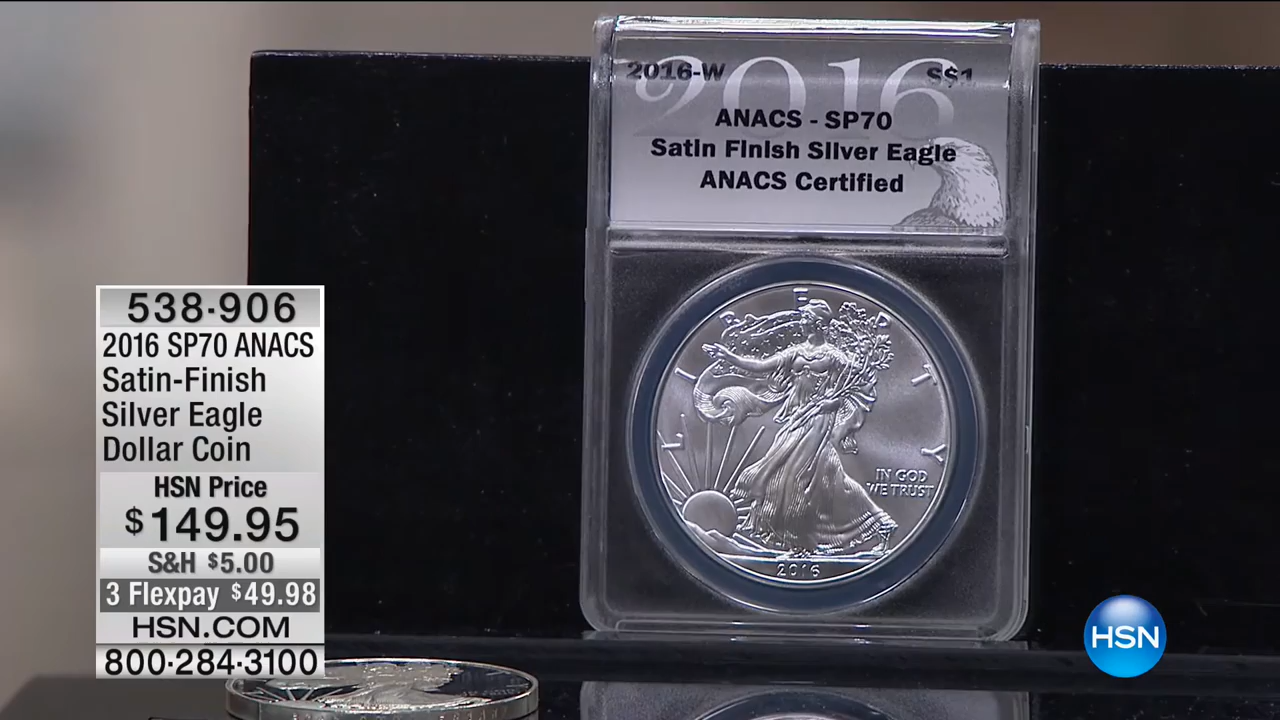 2016
2016-W S$1
ANACS - SP70
Satin Finish Silver Eagle
ANACS Certified
LIBERTY
IN GOD
WE TRUST
2016
538-906
2016 SP70 ANACS
Satin-Finish
Silver Eagle
Dollar Coin
HSN Price
$149.95
S&H $5.00
3 Flexpay $49.98
HSN.COM
800-284-3100
HSN